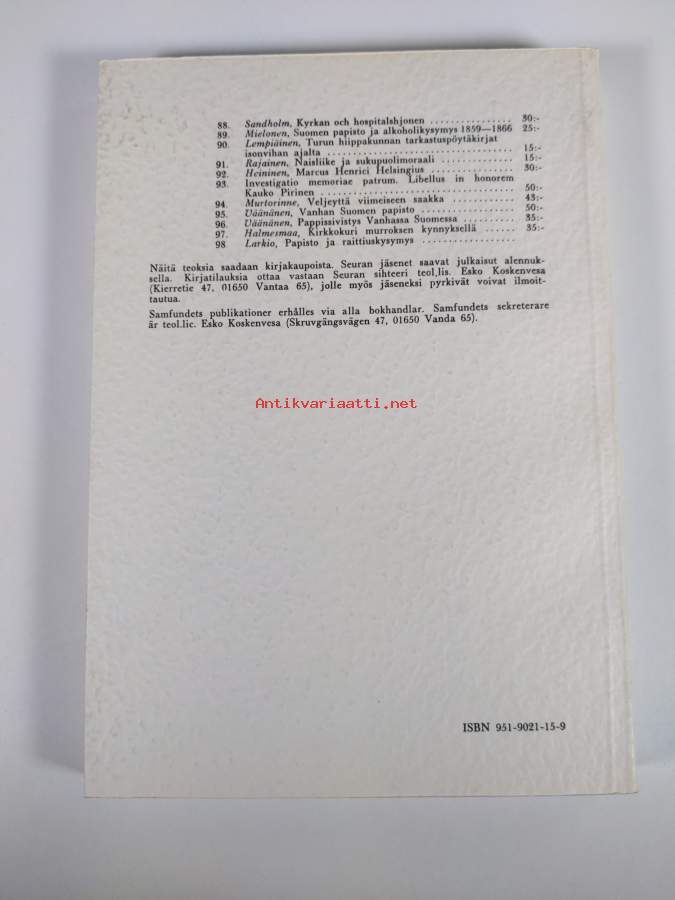 88. Sandholm, Kyrkan och hospitalshjonen ................ 30:-
89. Mielonen, Suomen papisto ja alkoholikysymys 1859—1866 25:-
90. Lempiäinen, Turun hiippakunnan tarkastuspöytäkirjat
isonvihan ajalta .................................... 15:-
91. Rajainen, Naisliike ja sukupuolimoraali .............. 15:-
92. Heininen, Marcus Henrici Helsingius ................ 30:-
93. Investigatio memoriae patrum. Libellus in honorem
Kauko Pirinen ...................................... 50:-
94. Murtorinne, Veljeyttä viimeiseen saakka ............ 43:-
95. Väänänen, Vanhan Suomen papisto .................. 50:-
96. Väänänen, Pappissivistys Vanhassa Suomessa .......... 35:-
97. Halmesmaa, Kirkkokuri murroksen kynnyksellä ...... 35:-
98. Larkio, Papisto ja raittiuskysymys ..................
Näitä teoksia saadaan kirjakaupoista. Seuran jäsenet saavat julkaisut alennuk-
sella. Kirjatilauksia ottaa vastaan Seuran sihteeri teol.lis. Esko Koskenvesa
(Kierretie 47, 01650 Vantaa 65), jolle myös jäseneksi pyrkivät voivat ilmoit-
tautua.
Samfundets publikationer erhålles via alla bokhandlar. Samfundets sekreterare
är teol.lic. Esko Koskenvesa (Skruvgängsvägen 47, 01650 Vanda 65).
Antikvariaatti.net
ISBN 951-9021-15-9